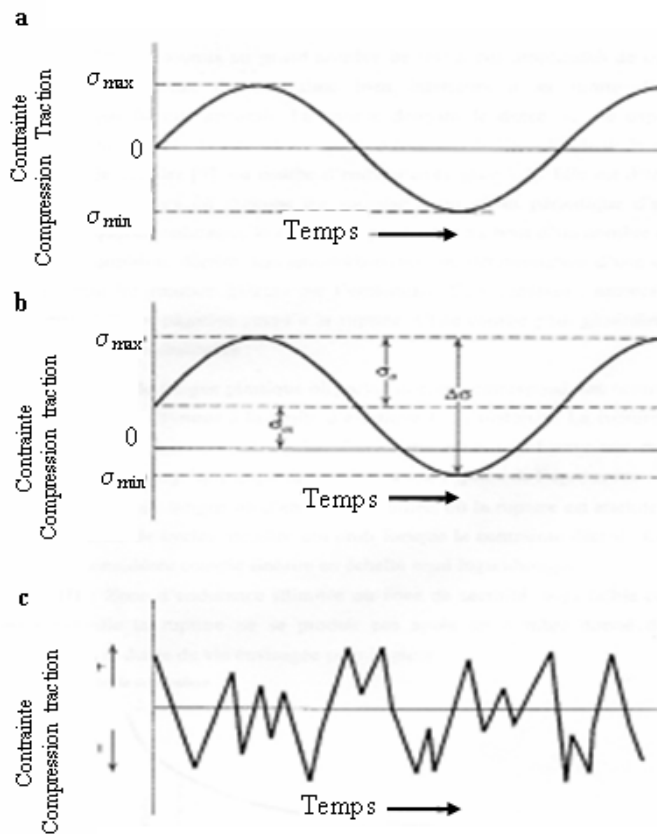 a
Contrainte
Compression Traction
σmax
0
σmin
Temps
b
Contrainte
Compression traction
σmax
σa
Δσ
σm
0
σmin
Temps
c
Contrainte
Compression traction
Temps